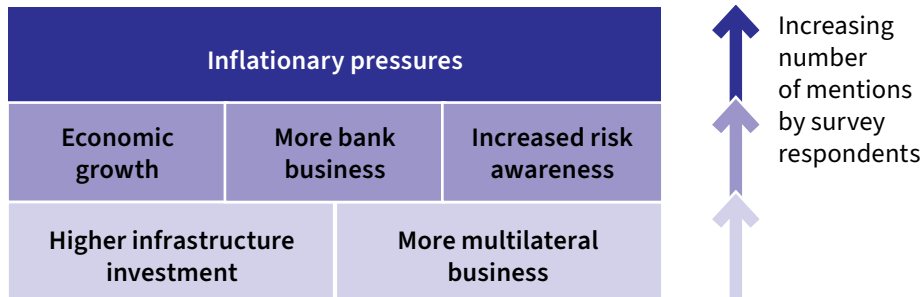 Inflationary pressures
Economic
growth
More bank
business
Increased risk
awareness
Higher infrastructure
investment
More multilateral
business
Increasing
number
of mentions
by survey
respondents